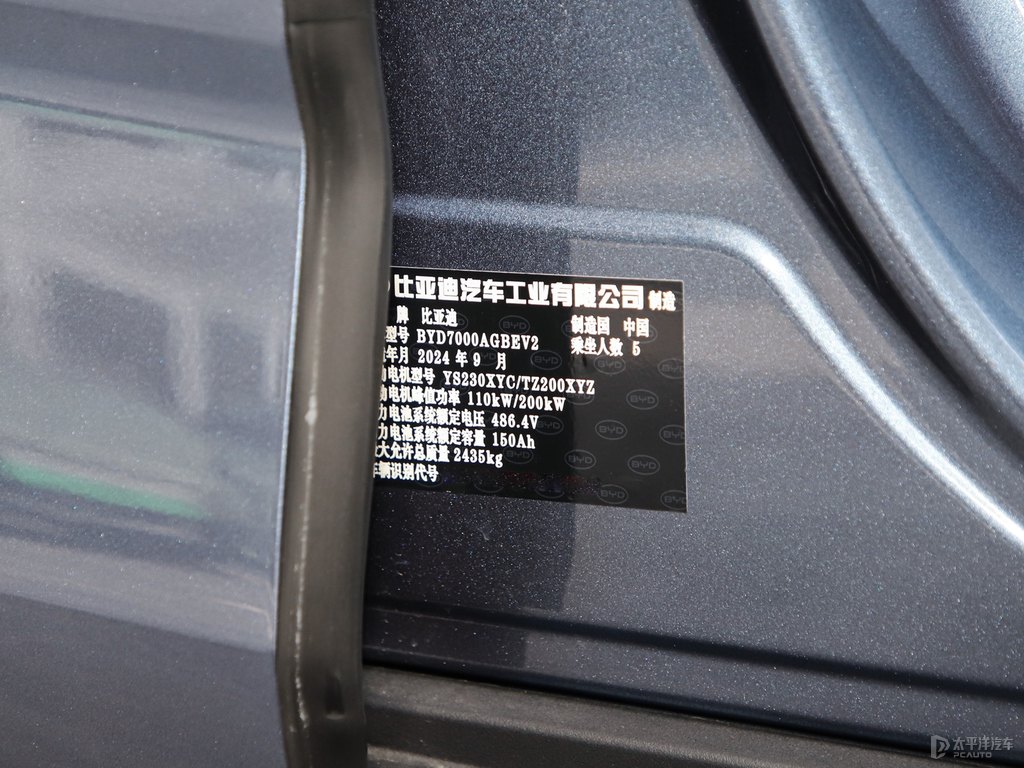 比亚迪汽车工业有限公司 制造
牌 比亚迪 制造国 中国
型号 BYD7000AGBEV2 乘坐人数 5
年月 2024 年 9 月
电机型号 YS230XYC/TZ200XYZ
电机峰值功率 110kW/200kW
力电池系统额定电压 486.4V
力电池系统额定容量 150Ah
大允许总质量 2435kg
车辆识别代号
太平洋汽车
PCAUTO